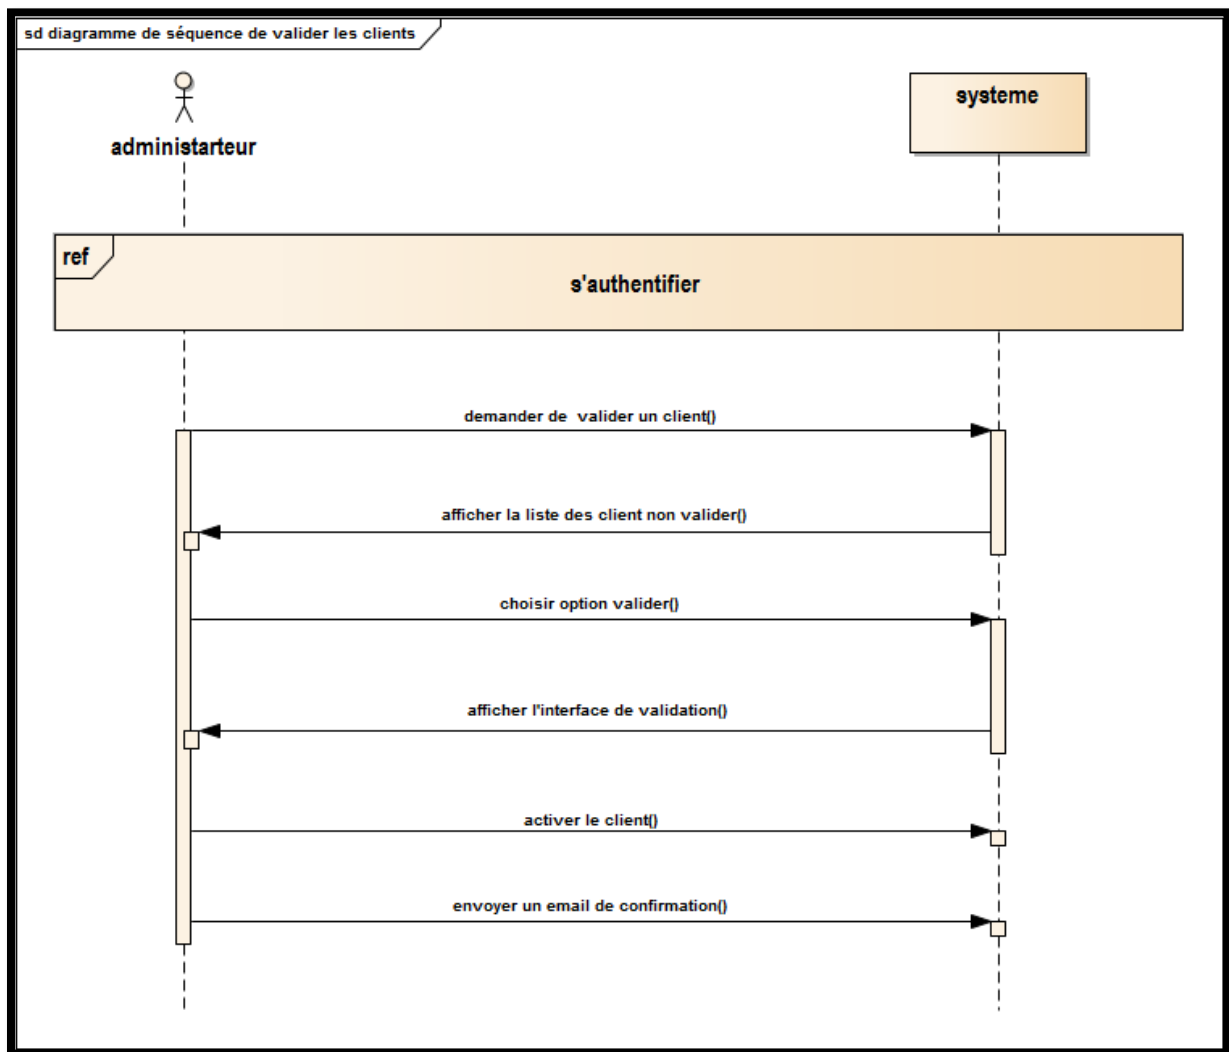 sd diagramme de séquence de valider les clients
administarteur
systeme
ref
s'authentifier
demander de  valider un client()
afficher la liste des client non valider()
choisir option valider()
afficher l'interface de validation()
activer le client()
envoyer un email de confirmation()